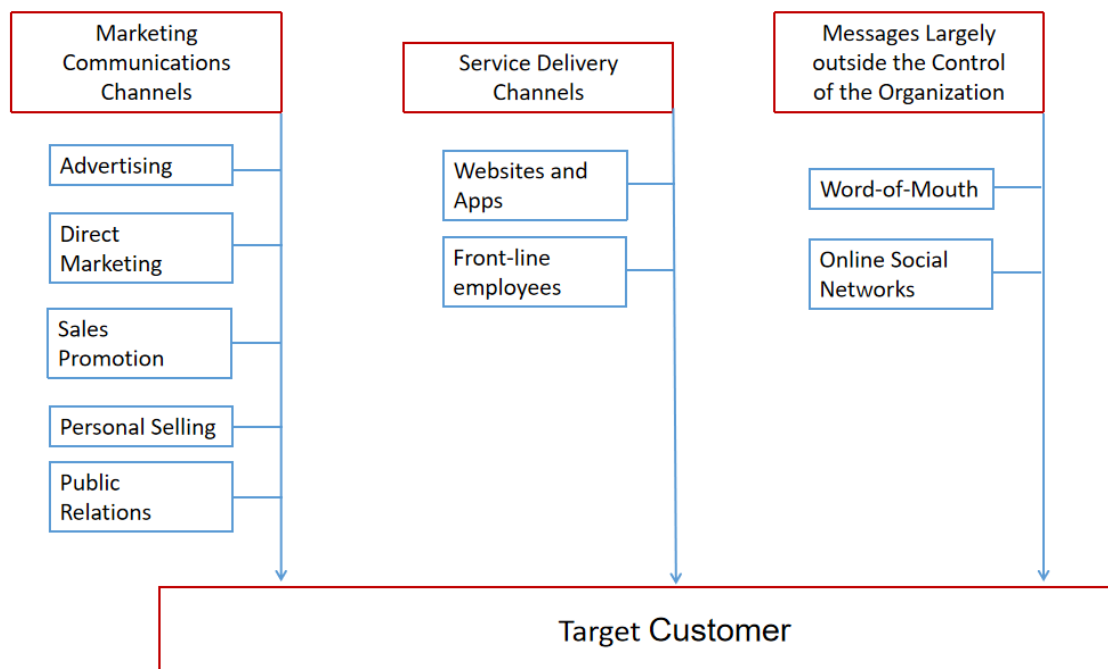 Marketing
Communications
Channels
Advertising
Direct
Marketing
Sales
Promotion
Personal Selling
Public
Relations
Service Delivery
Channels
Websites and
Apps
Front-line
employees
Messages Largely
outside the Control
of the Organization
Word-of-Mouth
Online Social
Networks
Target Customer